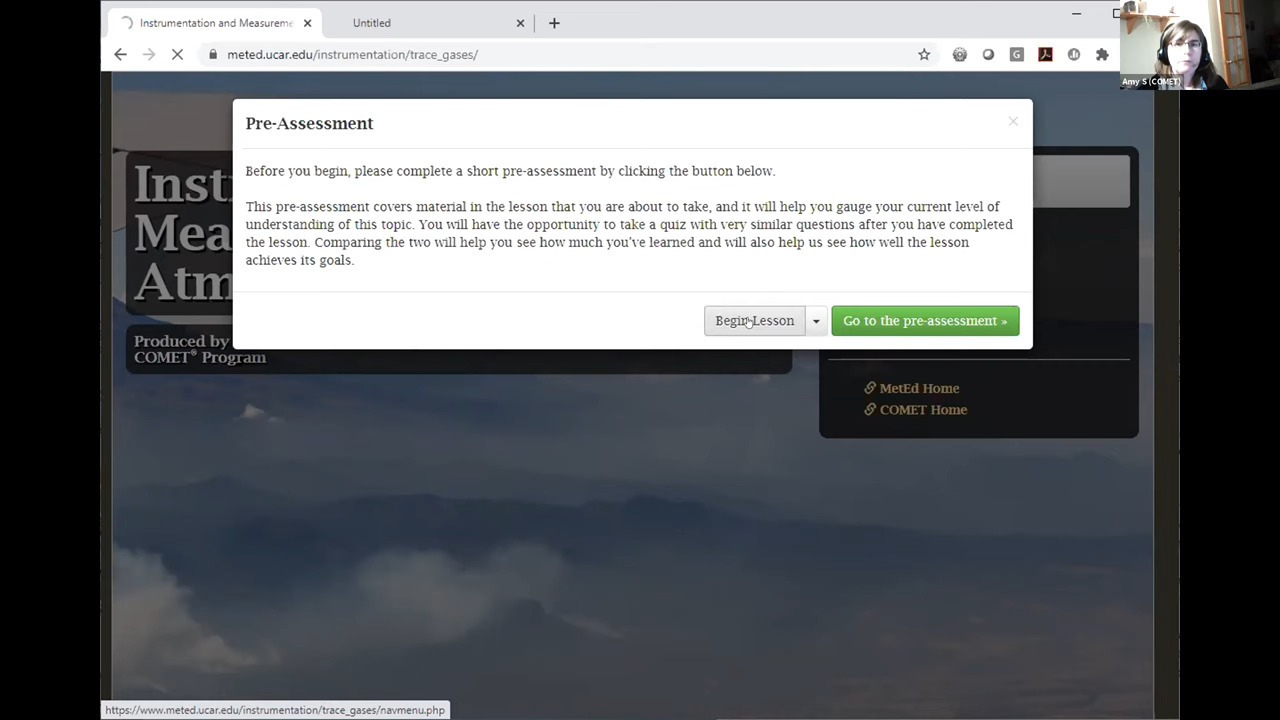 Instrumentation and Measureme
Untitled
meted.ucar.edu/instrumentation/trace_gases/
Amy S (COMET)
Pre-Assessment
Before you begin, please complete a short pre-assessment by clicking the button below.
This pre-assessment covers material in the lesson that you are about to take, and it will help you gauge your current level of
understanding of this topic. You will have the opportunity to take a quiz with very similar questions after you have completed
the lesson. Comparing the two will help you see how much you've learned and will also help us see how well the lesson
achieves its goals.
Begin Lesson
Go to the pre-assessment »
Inst
Mea
Atm
Produced by
COMET® Program
MetEd Home
COMET Home
https://www.meted.ucar.edu/instrumentation/trace_gases/navmenu.php